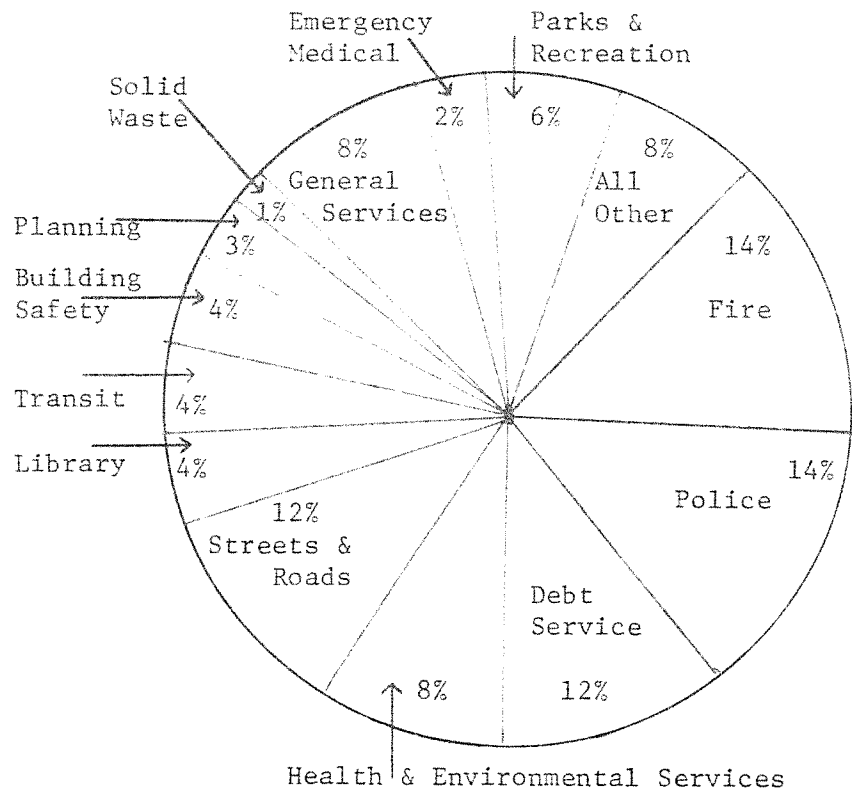 Emergency
Medical
2%
Parks &
Recreation
6%
Solid
Waste
1%
8%
General
Services
8%
All
Other
Planning
3%
14%
Fire
Building
Safety
4%
Transit
4%
Library
4%
14%
Police
12%
Streets &
Roads
Debt
Service
12%
8%
Health & Environmental Services